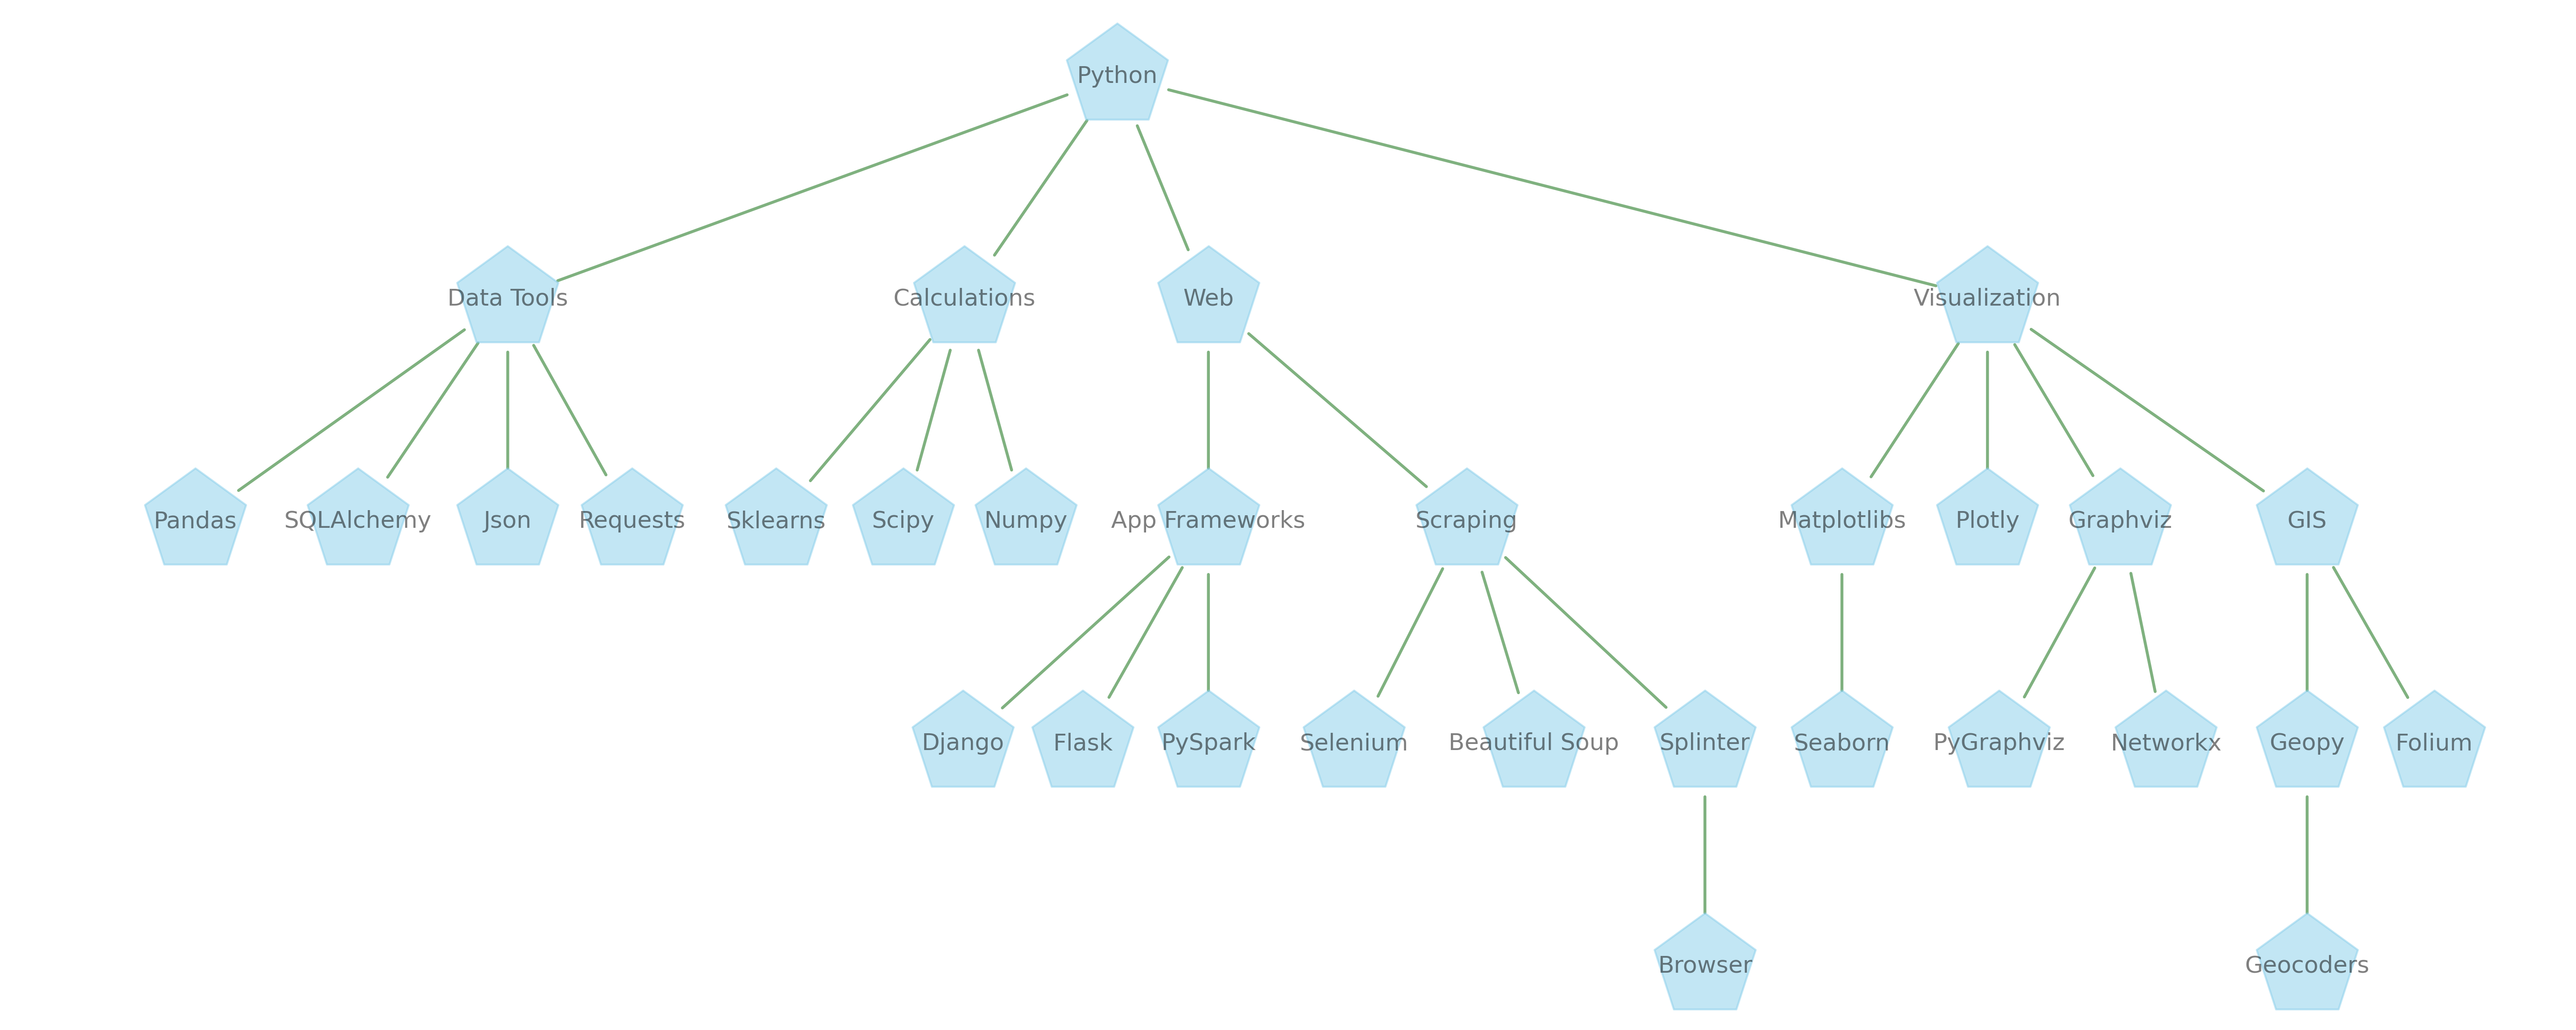 Python
Data Tools
Calculations
Web
Visualization
Pandas
SQLAlchemy
Json
Requests
Sklearns
Scipy
Numpy
App Frameworks
Scraping
Matplotlibs
Plotly
Graphviz
GIS
Django
Flask
PySpark
Selenium
Beautiful Soup
Splinter
Seaborn
PyGraphviz
Networkx
Geopy
Folium
Browser
Geocoders